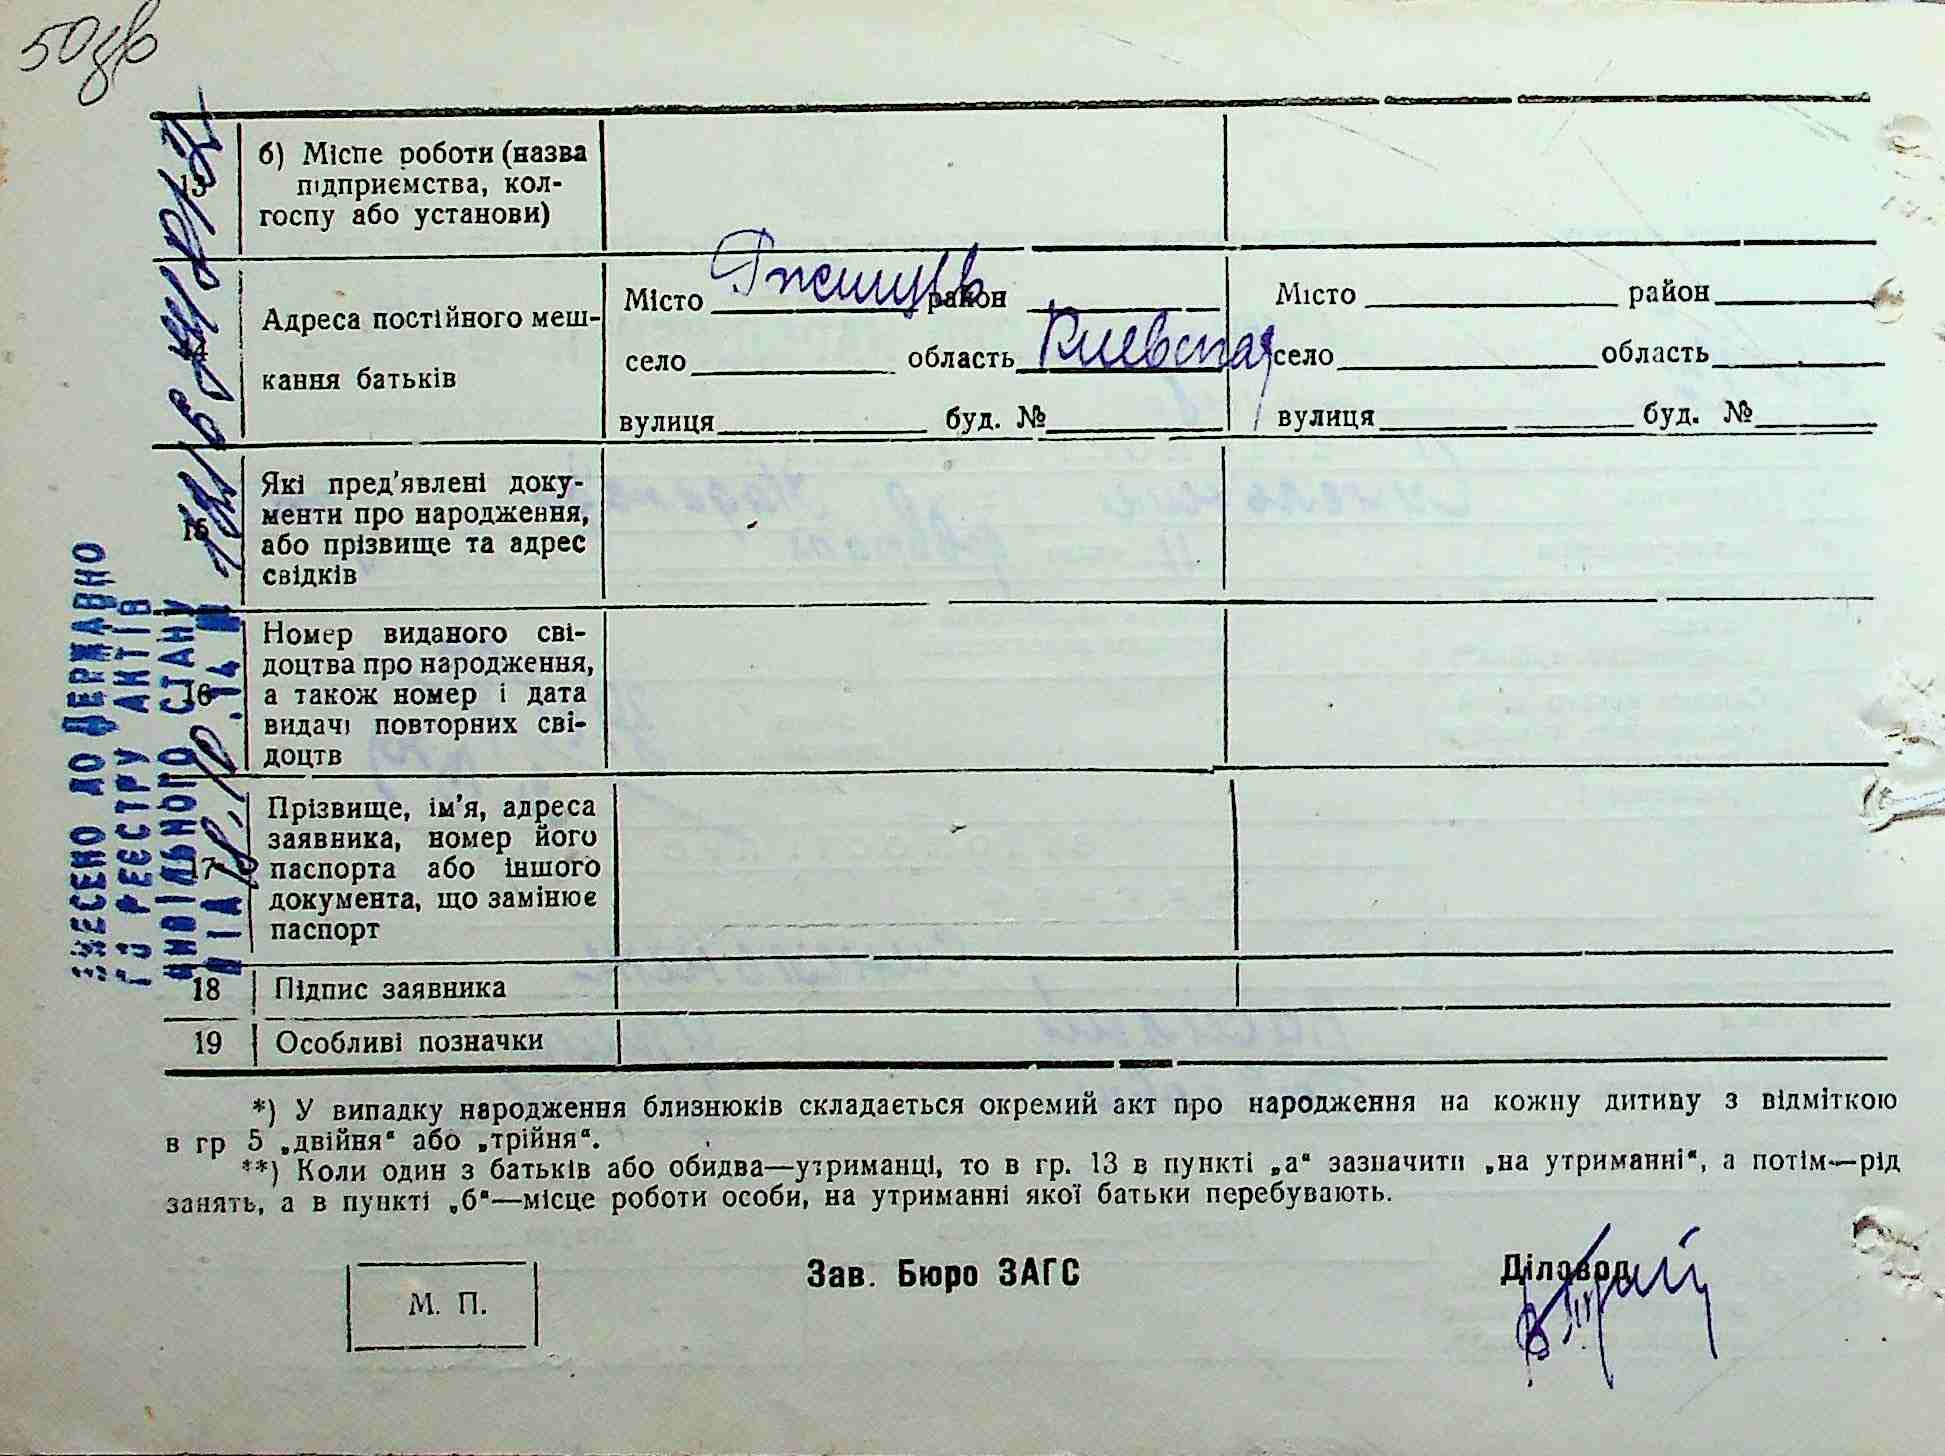 50зв
13
б) Місце роботи (назва
підприємства, кол-
госпу або установи)
14
Адреса постійного меш-
кання батьків
Місто Ржищев район
село область Киевская
вулиця буд. №
Місто район
село область
вулиця буд. №
15
Які пред'явлені доку-
менти про народження,
або прізвище та адрес
свідків
16
Номер виданого сві-
доцтва про народження,
а також номер і дата
видачі повторних сві-
доцтв
17
Прізвище, ім'я, адреса
заявника, номер його
паспорта або іншого
документа, що замінює
паспорт
18 Підпис заявника
19 Особливі позначки
ВНЕСЕНО ДО ДЕРЖАВНО
ГО РЕЄСТРУ АКТІВ
ЦИВІЛЬНОГО СТАНУ
*) У випадку народження близнюків складається окремий акт про народження на кожну дитину з відміткою
в гр 5 „двійня“ або „трійня“.
**) Коли один з батьків або обидва—утриманці, то в гр. 13 в пункті „а“ зазначити „на утриманні“, а потім—рід
занять, а в пункті „б“—місце роботи особи, на утриманні якої батьки перебувають.
М. П.
Зав. Бюро ЗАГС
Діловод